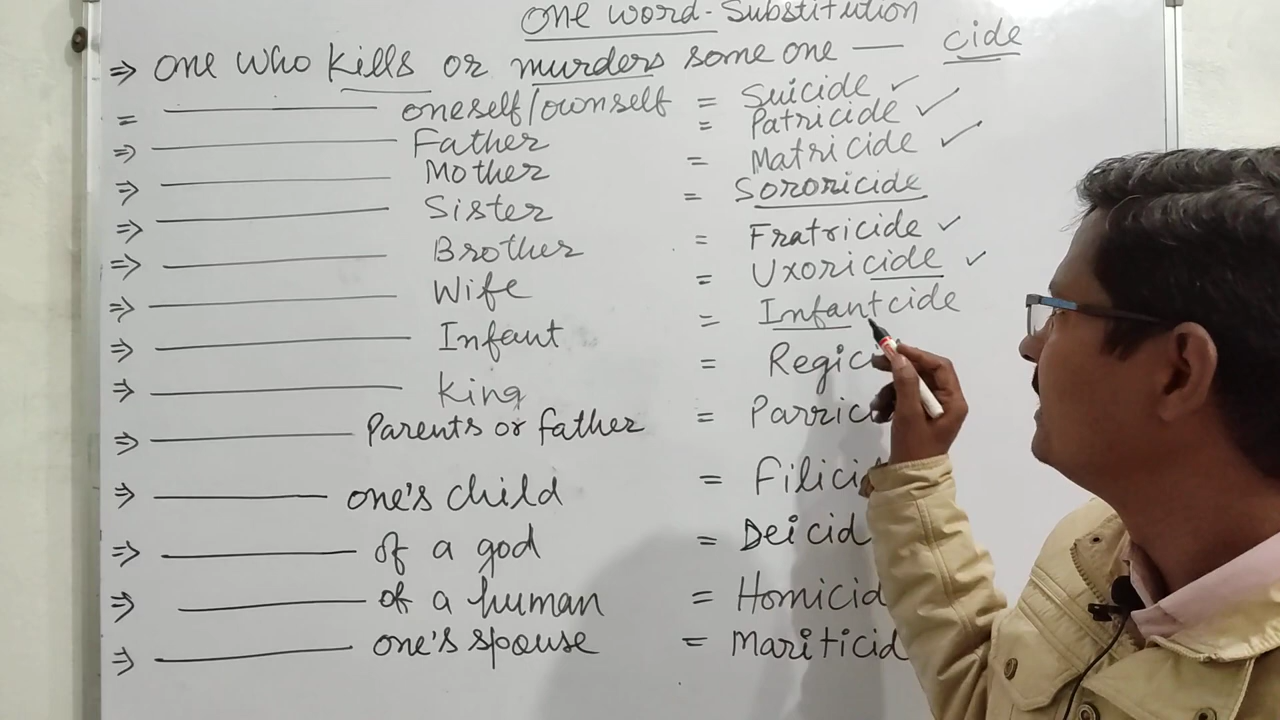 one word-Substitution
⇒ one who kills or murders some one — cide
= ——— oneself/ownself = Suicide ✓
⇒ ——— Father = Patricide ✓
⇒ ——— Mother = Matricide ✓
⇒ ——— Sister = Sororicide
⇒ ——— Brother = Fratricide ✓
⇒ ——— Wife = Uxoricide ✓
⇒ ——— Infant = Infantcide
⇒ ——— King = Regic
⇒ ——— Parents or father = Parric
⇒ ——— one's child = Filicid
⇒ ——— of a god = Deicid
⇒ ——— of a human = Homicid
⇒ ——— one's spouse = Mariticid